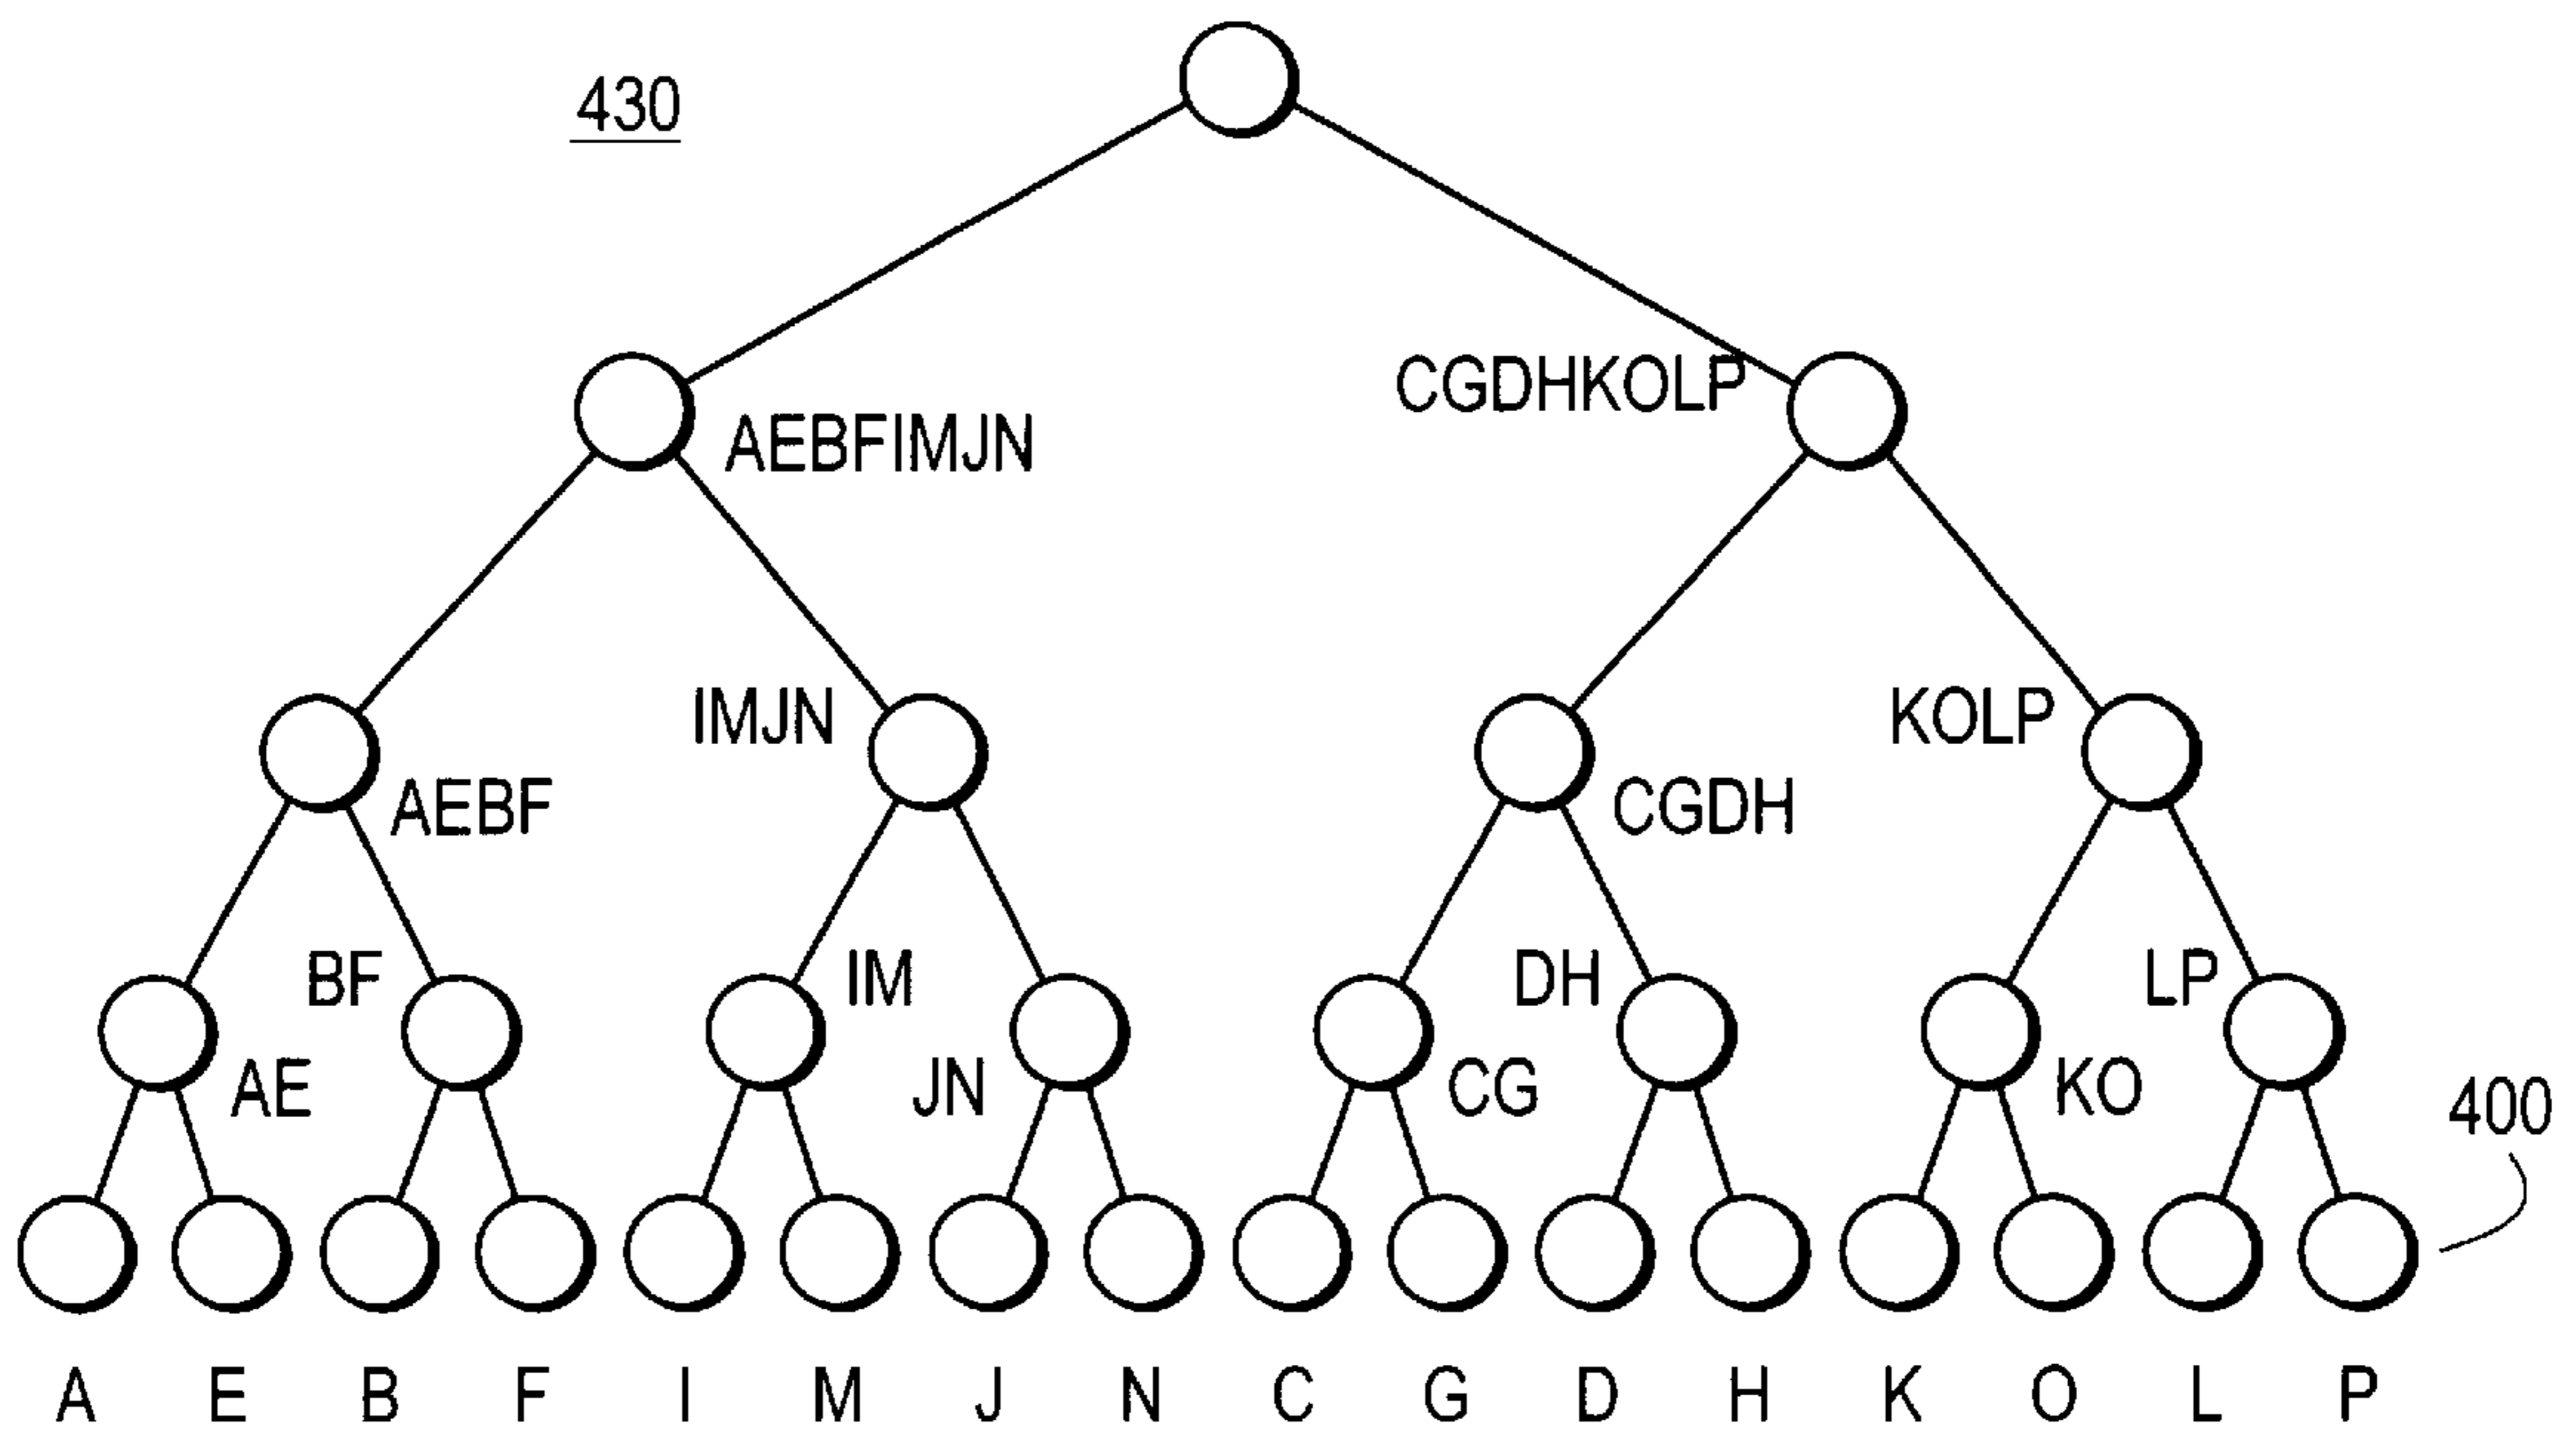 430
CGDHKOLP
AEBFIMJN
IMJN
KOLP
AEBF
CGDH
BF
IM
DH
LP
AE
JN
CG
KO
400
A E B F I M J N C G D H K O L P